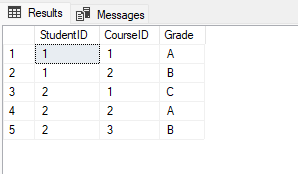 Results Messages
StudentID CourseID Grade
1 1 1 A
2 1 2 B
3 2 1 C
4 2 2 A
5 2 3 B